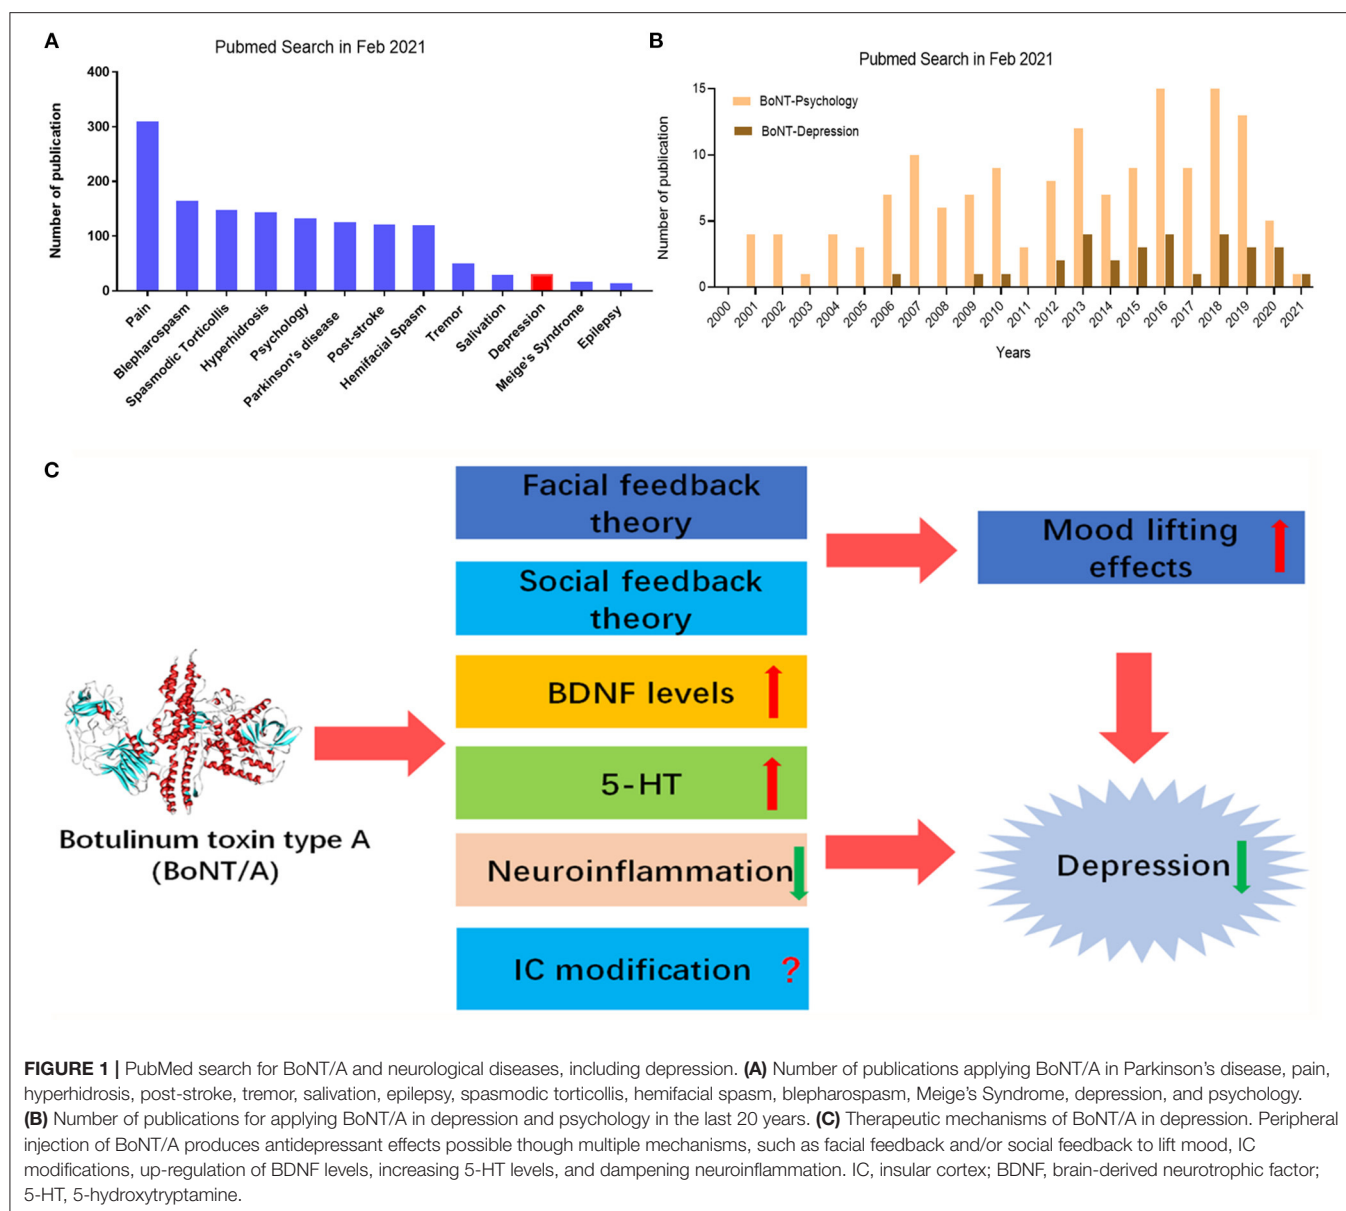 A
Pubmed Search in Feb 2021
Number of publication
400
300
200
100
0
Pain
Blepharospasm
Spasmodic Torticollis
Hyperhidrosis
Psychology
Parkinson's disease
Post-stroke
Hemifacial Spasm
Tremor
Salivation
Depression
Meige's Syndrome
Epilepsy
B
Pubmed Search in Feb 2021
BoNT-Psychology
BoNT-Depression
Number of publication
15
10
5
0
2000
2001
2002
2003
2004
2005
2006
2007
2008
2009
2010
2011
2012
2013
2014
2015
2016
2017
2018
2019
2020
2021
Years
C
Botulinum toxin type A
(BoNT/A)
Facial feedback
theory
Social feedback
theory
BDNF levels
5-HT
Neuroinflammation
IC modification ?
Mood lifting
effects
Depression
FIGURE 1 | PubMed search for BoNT/A and neurological diseases, including depression. (A) Number of publications applying BoNT/A in Parkinson's disease, pain,
hyperhidrosis, post-stroke, tremor, salivation, epilepsy, spasmodic torticollis, hemifacial spasm, blepharospasm, Meige's Syndrome, depression, and psychology.
(B) Number of publications for applying BoNT/A in depression and psychology in the last 20 years. (C) Therapeutic mechanisms of BoNT/A in depression. Peripheral
injection of BoNT/A produces antidepressant effects possible though multiple mechanisms, such as facial feedback and/or social feedback to lift mood, IC
modifications, up-regulation of BDNF levels, increasing 5-HT levels, and dampening neuroinflammation. IC, insular cortex; BDNF, brain-derived neurotrophic factor;
5-HT, 5-hydroxytryptamine.